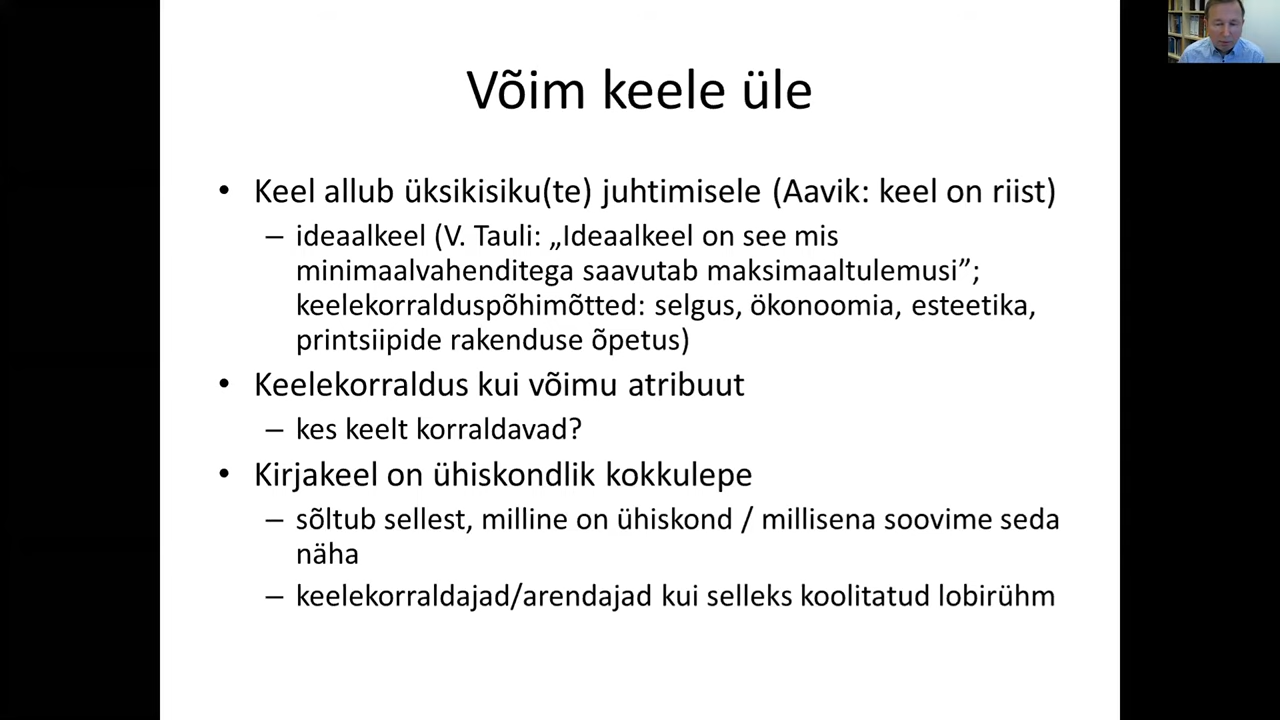 Võim keele üle
• Keel allub üksikisiku(te) juhtimisele (Aavik: keel on riist)
– ideaalkeel (V. Tauli: „Ideaalkeel on see mis
minimaalvahenditega saavutab maksimaaltulemusi”;
keelekorralduspõhimõtted: selgus, ökonoomia, esteetika,
printsiipide rakenduse õpetus)
• Keelekorraldus kui võimu atribuut
– kes keelt korraldavad?
• Kirjakeel on ühiskondlik kokkulepe
– sõltub sellest, milline on ühiskond / millisena soovime seda
näha
– keelekorraldajad/arendajad kui selleks koolitatud lobirühm